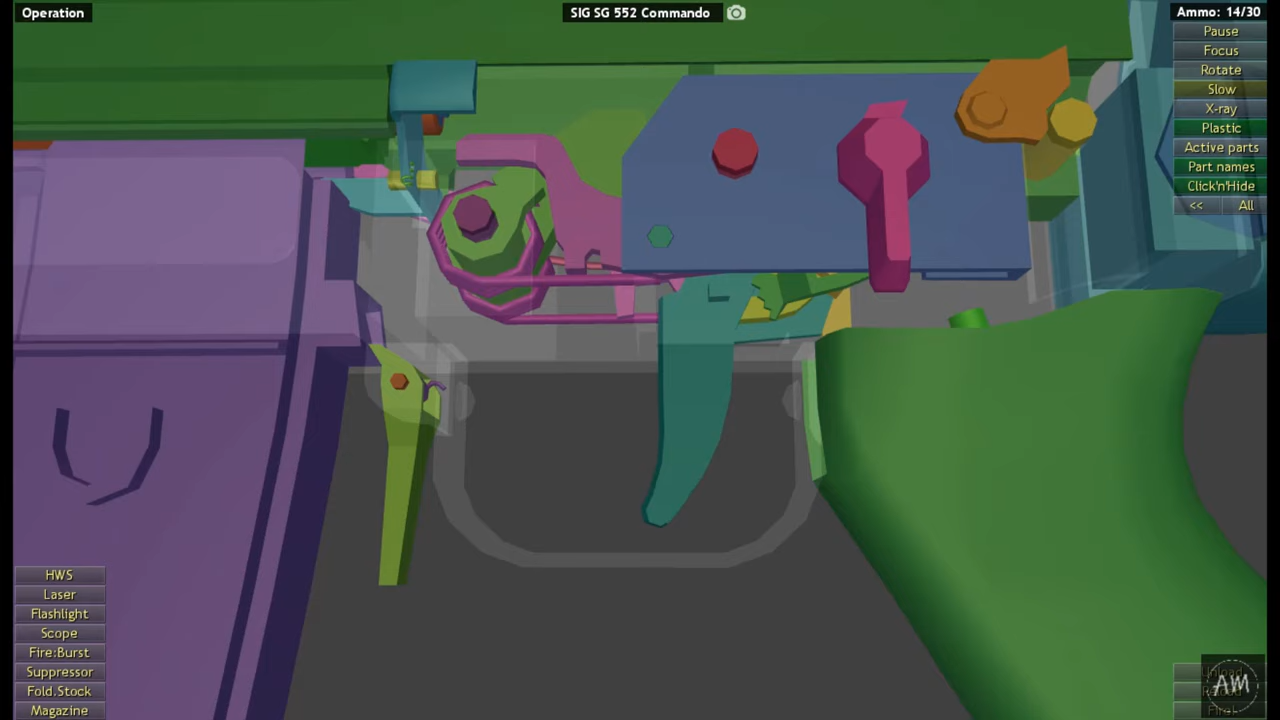 Operation
SIG SG 552 Commando
Ammo: 14/30
Pause
Focus
Rotate
Slow
X-ray
Plastic
Active parts
Part names
Click'n'Hide
<< All
HWS
Laser
Flashlight
Scope
Fire:Burst
Suppressor
Fold.Stock
Magazine
AM